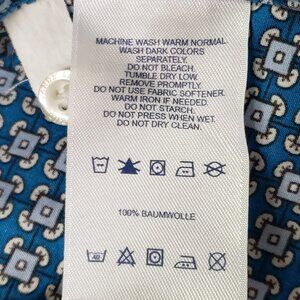 MACHINE WASH WARM NORMAL
WASH DARK COLORS
SEPARATELY.
DO NOT BLEACH.
TUMBLE DRY LOW.
REMOVE PROMPTLY.
DO NOT USE FABRIC SOFTENER.
WARM IRON IF NEEDED.
DO NOT STARCH.
DO NOT PRESS WHEN WET.
DO NOT DRY CLEAN.
100% BAUMWOLLE
40